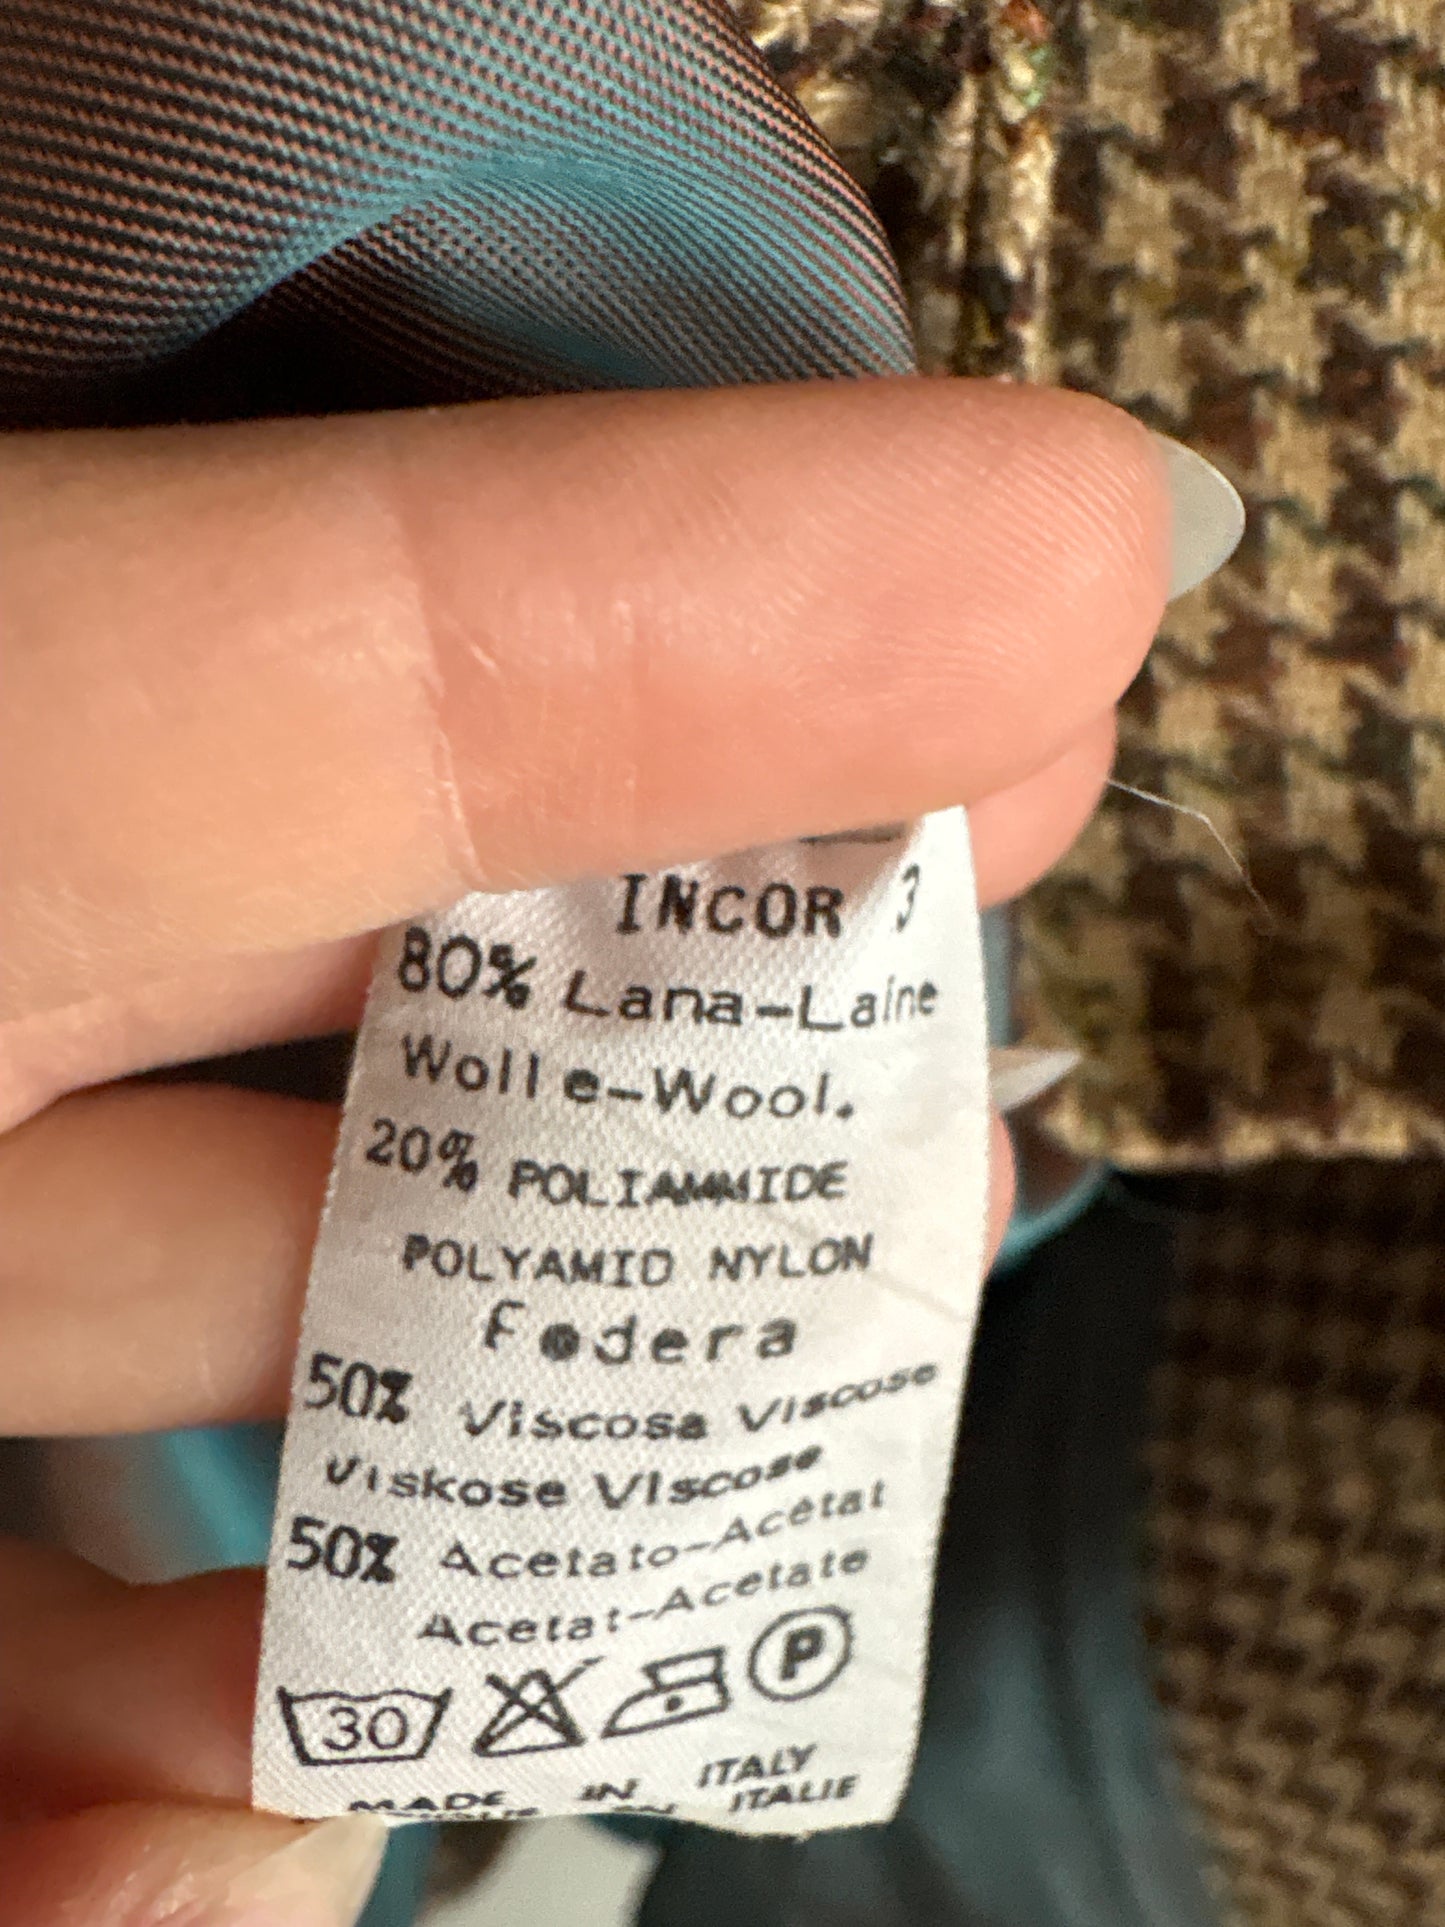 INCOR 3
80% Lana-Laine
Wolle-Wool.
20% POLIAMMIDE
POLYAMID NYLON
Fodera
50% Viscosa Viscose
Viskose Viscose
50% Acetato-Acétat
Acetat-Acetate
30 P
MADE IN ITALY
ITALIE